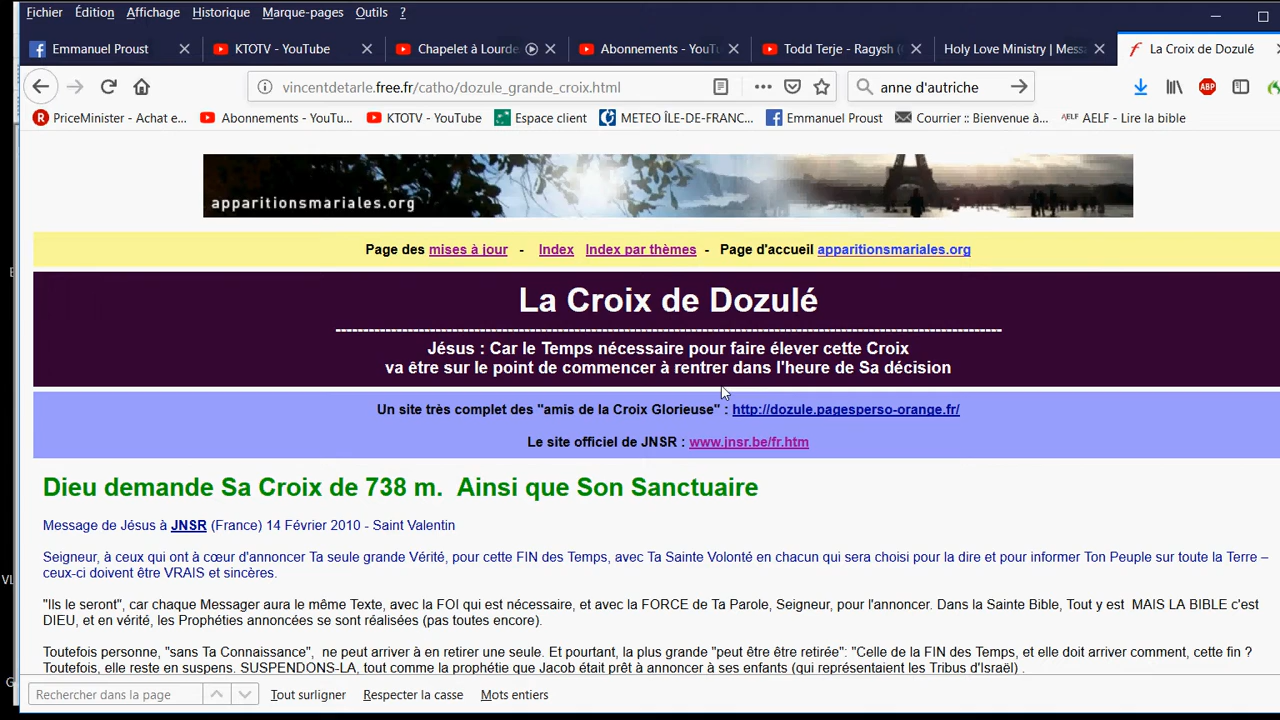 Fichier Édition Affichage Historique Marque-pages Outils ?
Emmanuel Proust KTOTV - YouTube Chapelet à Lourde Abonnements - YouTu Todd Terje - Ragysh ( Holy Love Ministry | Mess La Croix de Dozulé
vincentdetarle.free.fr/catho/dozule_grande_croix.html anne d'autriche ABP
PriceMinister - Achat e... Abonnements - YouTu... KTOTV - YouTube Espace client METEO ÎLE-DE-FRANC... Emmanuel Proust Courrier :: Bienvenue à... AELF AELF - Lire la bible
apparitionsmariales.org
Page des mises à jour - Index Index par thèmes - Page d'accueil apparitionsmariales.org
La Croix de Dozulé
Jésus : Car le Temps nécessaire pour faire élever cette Croix
va être sur le point de commencer à rentrer dans l'heure de Sa décision
Un site très complet des "amis de la Croix Glorieuse" : http://dozule.pagesperso-orange.fr/
Le site officiel de JNSR : www.jnsr.be/fr.htm
Dieu demande Sa Croix de 738 m. Ainsi que Son Sanctuaire
Message de Jésus à JNSR (France) 14 Février 2010 - Saint Valentin
Seigneur, à ceux qui ont à cœur d'annoncer Ta seule grande Vérité, pour cette FIN des Temps, avec Ta Sainte Volonté en chacun qui sera choisi pour la dire et pour informer Ton Peuple sur toute la Terre –
ceux-ci doivent être VRAIS et sincères.
"Ils le seront", car chaque Messager aura le même Texte, avec la FOI qui est nécessaire, et avec la FORCE de Ta Parole, Seigneur, pour l'annoncer. Dans la Sainte Bible, Tout y est MAIS LA BIBLE c'est
DIEU, et en vérité, les Prophéties annoncées se sont réalisées (pas toutes encore).
Toutefois personne, "sans Ta Connaissance", ne peut arriver à en retirer une seule. Et pourtant, la plus grande "peut être être retirée": "Celle de la FIN des Temps, et elle doit arriver comment, cette fin ?
Toutefois, elle reste en suspens. SUSPENDONS-LA, tout comme la prophétie que Jacob était prêt à annoncer à ses enfants (qui représentaient les Tribus d'Israël) .
Rechercher dans la page Tout surligner Respecter la casse Mots entiers